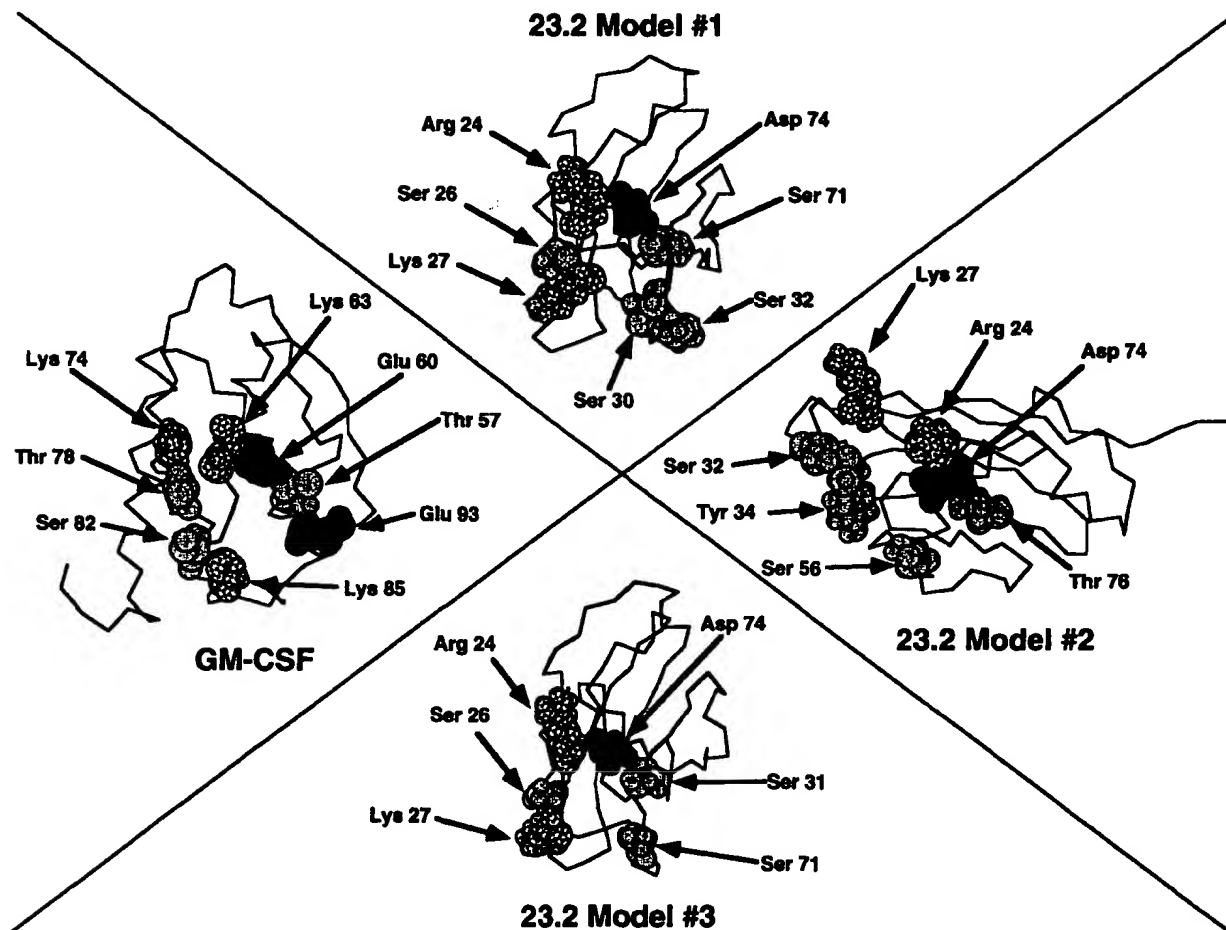 23.2 Model #1
Arg 24
Asp 74
Ser 26
Ser 71
Lys 27
Ser 32
Ser 30
Lys 63
Lys 74
Glu 60
Thr 57
Thr 78
Ser 82
Glu 93
Lys 85
GM-CSF
Lys 27
Arg 24
Asp 74
Ser 32
Tyr 34
Ser 56
Thr 76
23.2 Model #2
Asp 74
Arg 24
Ser 26
Ser 31
Lys 27
Ser 71
23.2 Model #3